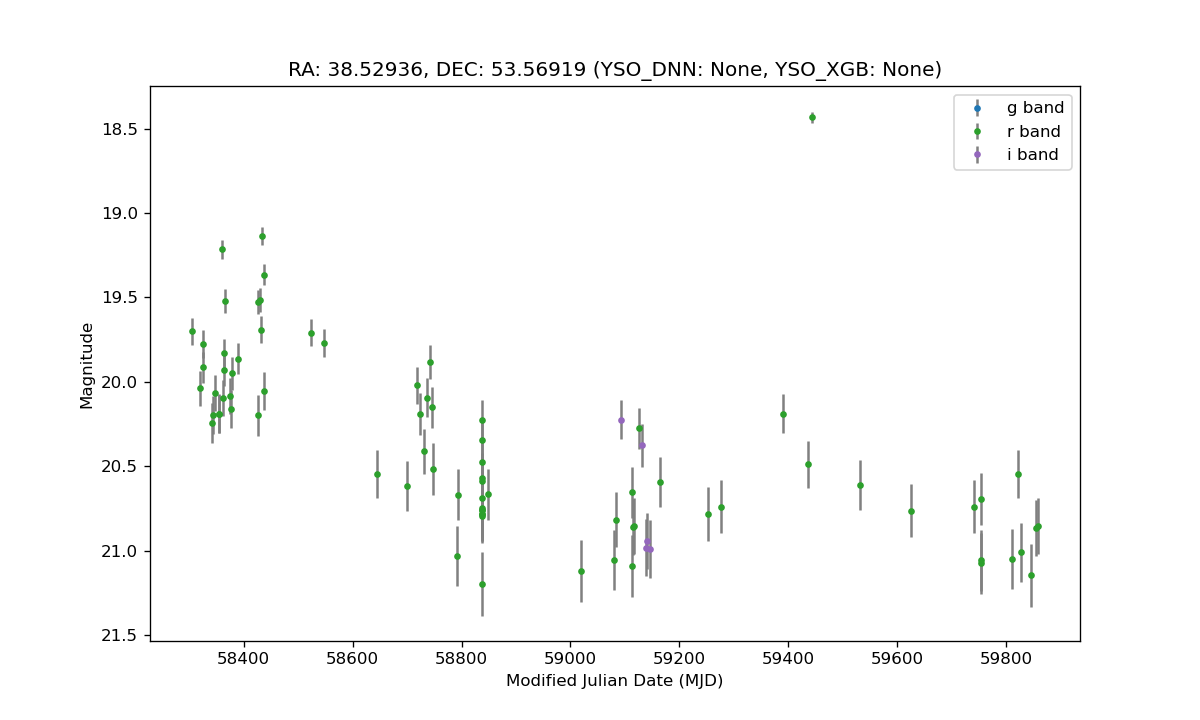 RA: 38.52936, DEC: 53.56919 (YSO_DNN: None, YSO_XGB: None)
g band
r band
i band
18.5
19.0
19.5
20.0
20.5
21.0
21.5
Magnitude
58400 58600 58800 59000 59200 59400 59600 59800
Modified Julian Date (MJD)